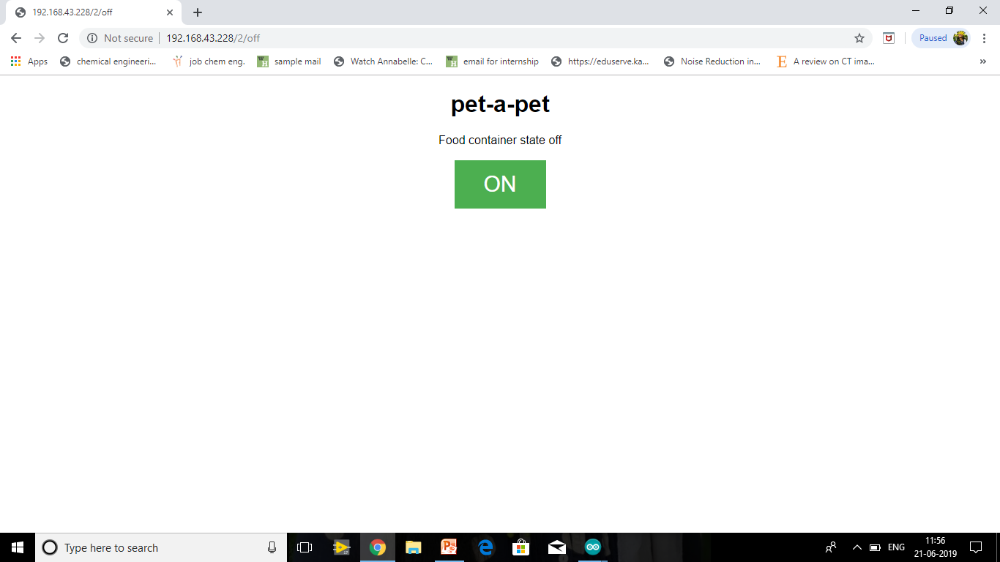 192.168.43.228/2/off
Not secure 192.168.43.228/2/off Paused
Apps chemical engineeri... job chem eng. sample mail Watch Annabelle: C... email for internship https://eduserve.ka... Noise Reduction in... A review on CT ima... »
pet-a-pet
Food container state off
ON
Type here to search
ENG
11:56
21-06-2019